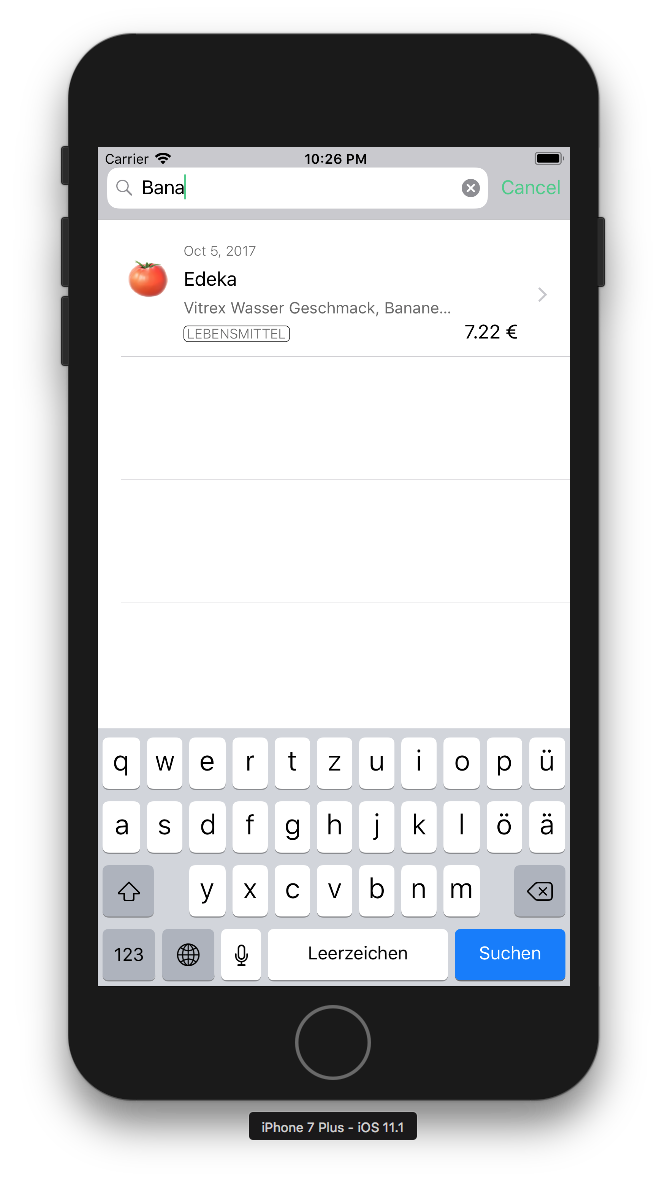 Carrier 10:26 PM
Bana Cancel
Oct 5, 2017
Edeka
Vitrex Wasser Geschmack, Banane...
LEBENSMITTEL 7.22 €
q w e r t z u i o p ü
a s d f g h j k l ö ä
y x c v b n m
123 Leerzeichen Suchen
iPhone 7 Plus - iOS 11.1